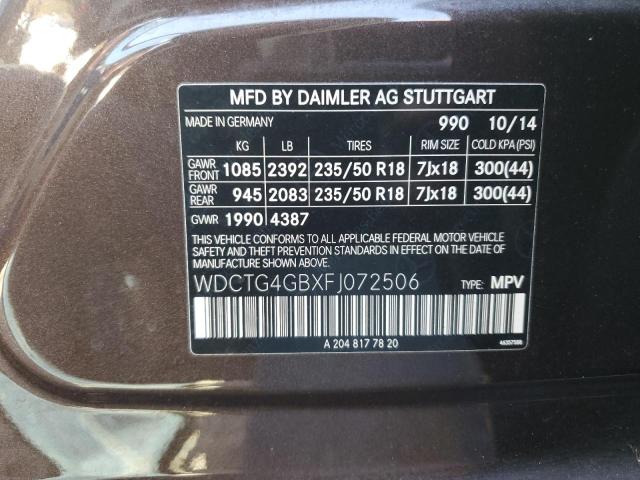 MFD BY DAIMLER AG STUTTGART
MADE IN GERMANY 990 10/14
KG LB TIRES RIM SIZE COLD KPA (PSI)
GAWR FRONT 1085 2392 235/50 R18 7Jx18 300(44)
GAWR REAR 945 2083 235/50 R18 7Jx18 300(44)
GVWR 1990 4387
THIS VEHICLE CONFORMS TO ALL APPLICABLE FEDERAL MOTOR VEHICLE
SAFETY AND THEFT PREVENTION STANDARDS IN EFFECT ON THE DATE
OF MANUFACTURE SHOWN ABOVE.
WDCTG4GBXFJ072506 TYPE: MPV
A 204 817 78 20